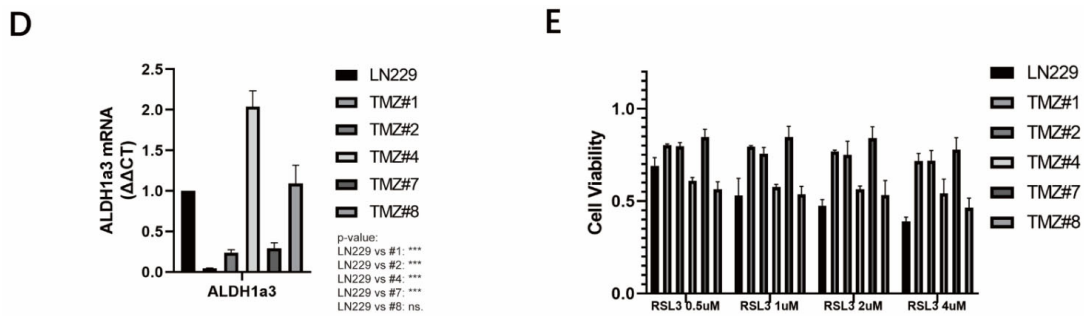 D
2.5
2.0
1.5
1.0
0.5
0.0
ALDH1a3 mRNA
(ΔΔCT)
ALDH1a3
LN229
TMZ#1
TMZ#2
TMZ#4
TMZ#7
TMZ#8
p-value:
LN229 vs #1: ***
LN229 vs #2: ***
LN229 vs #4: ***
LN229 vs #7: ***
LN229 vs #8: ns.
E
1.0
0.5
0.0
Cell Viability
RSL3 0.5uM
RSL3 1uM
RSL3 2uM
RSL3 4uM
LN229
TMZ#1
TMZ#2
TMZ#4
TMZ#7
TMZ#8